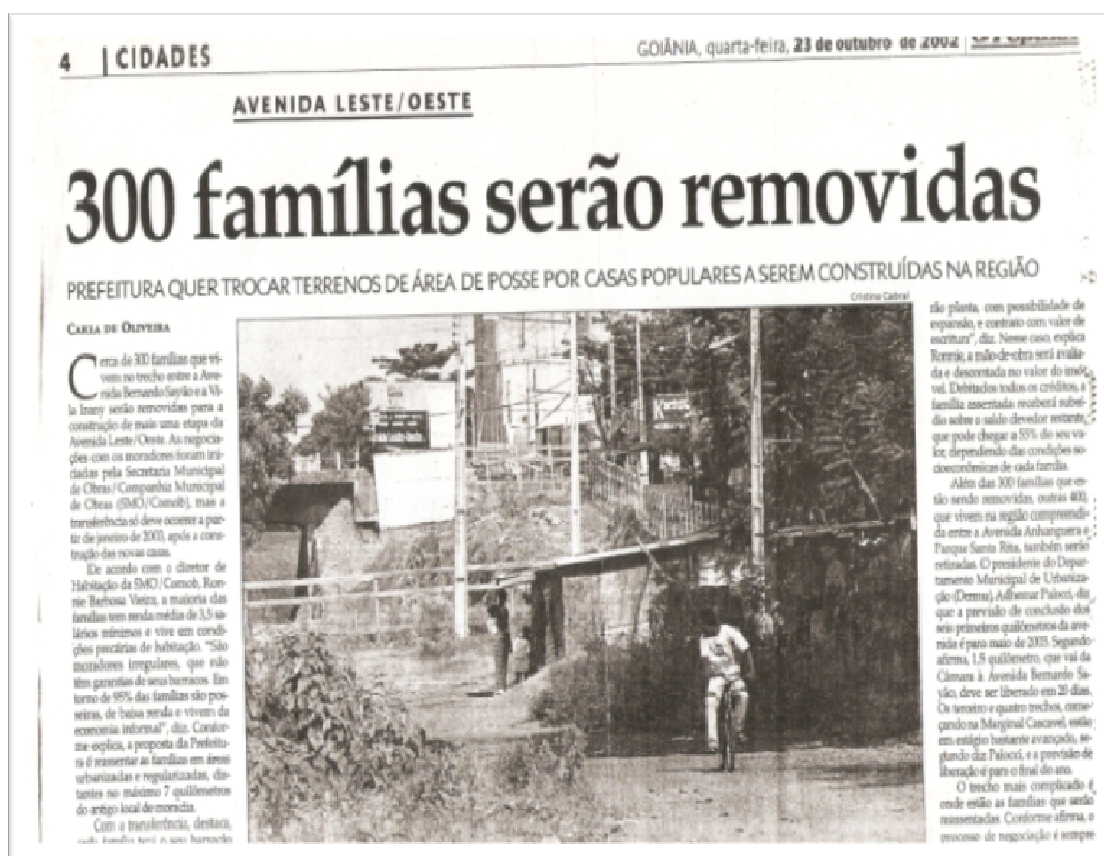 4 | CIDADES
GOIÂNIA, quarta-feira, 23 de outubro de 2002
AVENIDA LESTE/OESTE
300 famílias serão removidas
PREFEITURA QUER TROCAR TERRENOS DE ÁREA DE POSSE POR CASAS POPULARES A SEREM CONSTRUÍDAS NA REGIÃO
Cristina Cabral
CARLA DE OLIVEIRA
Cerca de 300 famílias que vi-
vem no trecho entre a Ave-
nida Bernardo Sayão e a Vi-
la Irany serão removidas para a
construção de mais uma etapa da
Avenida Leste/Oeste. As negocia-
ções com os moradores foram ini-
ciadas pela Secretaria Municipal
de Obras/Companhia Municipal
de Obras (SMO/Comob), mas a
transferência só deve ocorrer a par-
tir de janeiro de 2003, após a cons-
trução das novas casas.
De acordo com o diretor de
Habitação da SMO/Comob, Ron-
nie Barbosa Vieira, a maioria das
famílias tem renda média de 3,5 sa-
lários mínimos e vive em condi-
ções precárias de habitação. "São
moradores irregulares, que não
têm garantias de seus barracos. Em
torno de 95% das famílias são pos-
seiras, de baixa renda e vivem da
economia informal", diz. Confor-
me explica, a proposta da Prefeitu-
ra é reassentar as famílias em áreas
urbanizadas e regularizadas, dis-
tantes no máximo 7 quilômetros
do antigo local de moradia.
Com a transferência, destaca,
cada família terá o seu barracão
rão planta, com possibilidade de
expansão, e contrato com valor de
escritura", diz. Nesse caso, explica
Ronnie, a mão-de-obra será avalia-
da e descontada no valor do imó-
vel. Debitados todos os créditos, a
família assentada receberá subsí-
dio sobre o saldo devedor restante,
que pode chegar a 55% do seu va-
lor, dependendo das condições so-
cioeconômicas de cada família.
Além das 300 famílias que es-
tão sendo removidas, outras 400,
que vivem na região compreendi-
da entre a Avenida Anhanguera e
Parque Santa Rita, também serão
retiradas. O presidente do Depar-
tamento Municipal de Urbaniza-
ção (Dermu), Adhemar Palocci, diz
que a previsão de conclusão dos
seis primeiros quilômetros da ave-
nida é para maio de 2003. Segundo
afirma, 1,5 quilômetro, que vai da
Câmara à Avenida Bernardo Sa-
yão, deve ser liberado em 20 dias.
Os terceiro e quatro trechos, come-
çando na Marginal Cascavel, estão
em estágio bastante avançado, se-
gundo diz Palocci, e a previsão de
liberação é para o final do ano.
O trecho mais complicado é
onde estão as famílias que serão
reassentadas. Conforme afirma, o
processo de negociação é sempre